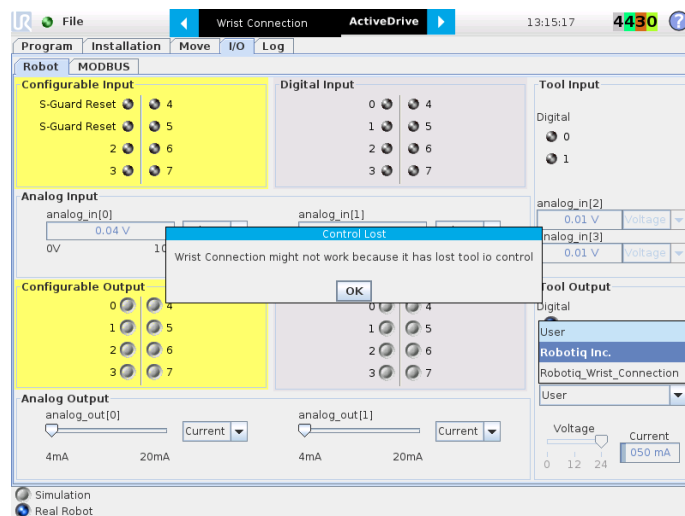 UR File Wrist Connection ActiveDrive 13:15:17 4430 ?
Program Installation Move I/O Log
Robot MODBUS
Configurable Input Digital Input Tool Input
S-Guard Reset 4 0 4
Digital
S-Guard Reset 5 1 5
0
2 6 2 6
1
3 7 3 7
Analog Input
analog_in[2]
analog_in[0] analog_in[1]
0.04 V 0.01 V Voltage
Control Lost
analog_in[3]
0V 10
Wrist Connection might not work because it has lost tool io control
0.01 V Voltage
OK
Configurable Output Tool Output
0 4 0 4
Digital
1 5 1 5
User
2 6 2 6
Robotiq Inc.
3 7 3 7
Robotiq_Wrist_Connection
User
Analog Output
analog_out[0] analog_out[1]
Current Current
Voltage Current
4mA 20mA 4mA 20mA
050 mA
0 12 24
Simulation
Real Robot